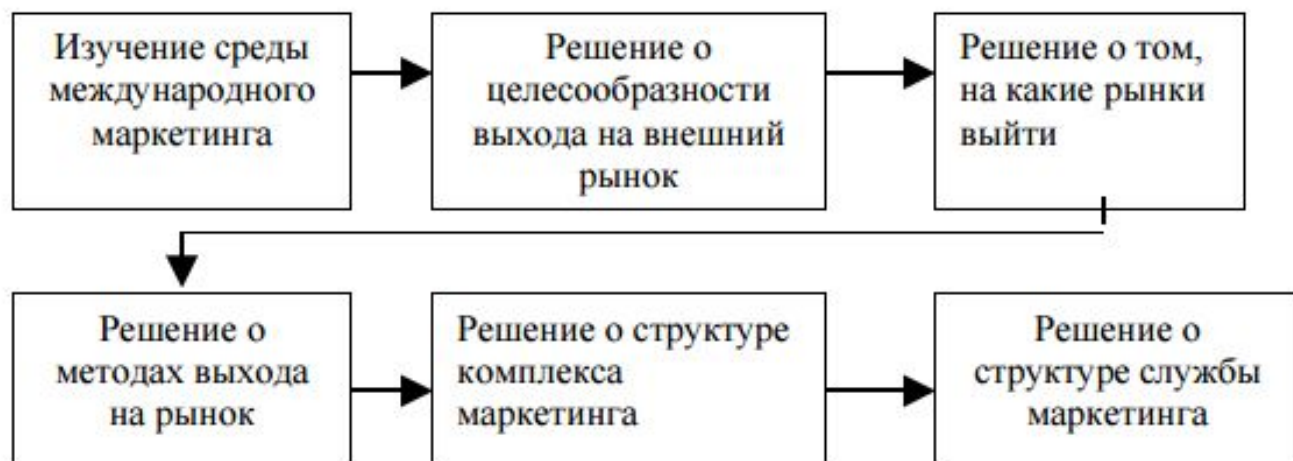 Изучение среды
международного
маркетинга
Решение о
целесообразности
выхода на внешний
рынок
Решение о том,
на какие рынки
выйти
Решение о
методах выхода
на рынок
Решение о структуре
комплекса
маркетинга
Решение о
структуре службы
маркетинга